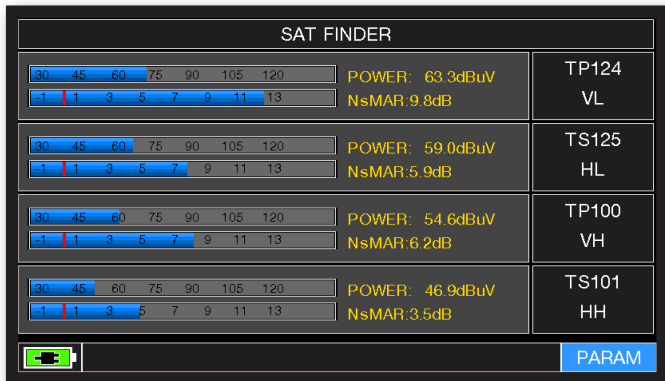 SAT FINDER
30 45 60 75 90 105 120
POWER: 63.3dBuV
-1 1 3 5 7 9 11 13
NsMAR:9.8dB
TP124
VL
30 45 60 75 90 105 120
POWER: 59.0dBuV
-1 1 3 5 7 9 11 13
NsMAR:5.9dB
TS125
HL
30 45 60 75 90 105 120
POWER: 54.6dBuV
-1 1 3 5 7 9 11 13
NsMAR:6.2dB
TP100
VH
30 45 60 75 90 105 120
POWER: 46.9dBuV
-1 1 3 5 7 9 11 13
NsMAR:3.5dB
TS101
HH
PARAM